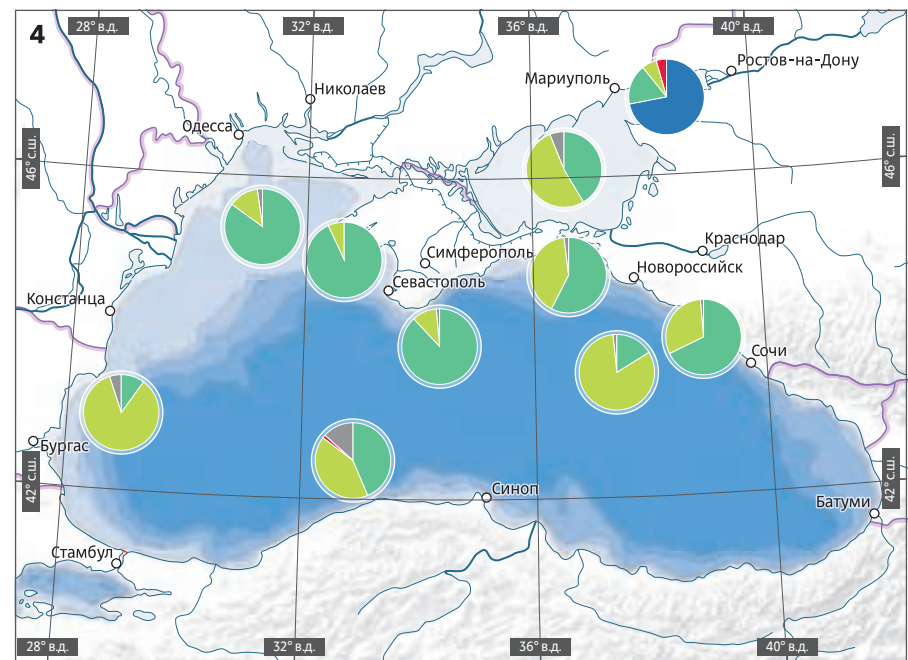 4
28° в.д.
32° в.д.
36° в.д.
40° в.д.
Ростов-на-Дону
Мариуполь
Николаев
Одесса
46° с.ш.
46° с.ш.
Краснодар
Симферополь
Новороссийск
Севастополь
Констанца
Сочи
Бургас
42° с.ш.
42° с.ш.
Синоп
Батуми
Стамбул
28° в.д.
32° в.д.
36° в.д.
40° в.д.